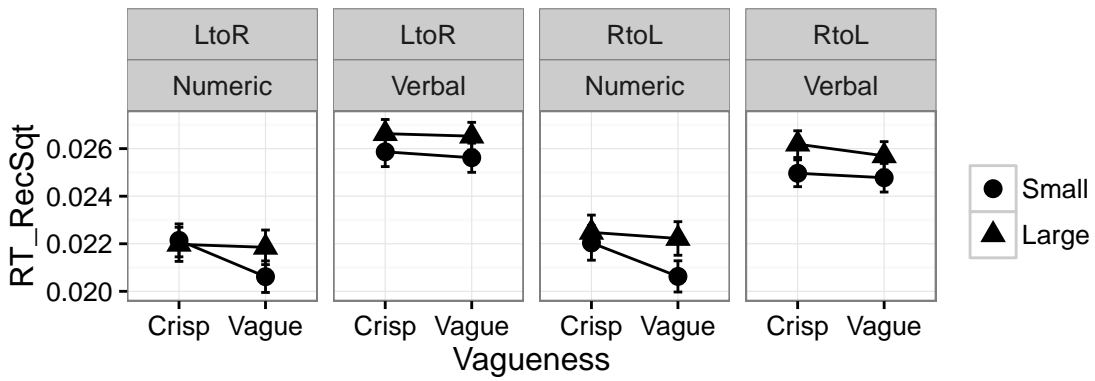 LtoR LtoR RtoL RtoL
Numeric Verbal Numeric Verbal
RT_RecSqt
0.026
0.024
0.022
0.020
Small
Large
Crisp Vague Crisp Vague Crisp Vague Crisp Vague
Vagueness